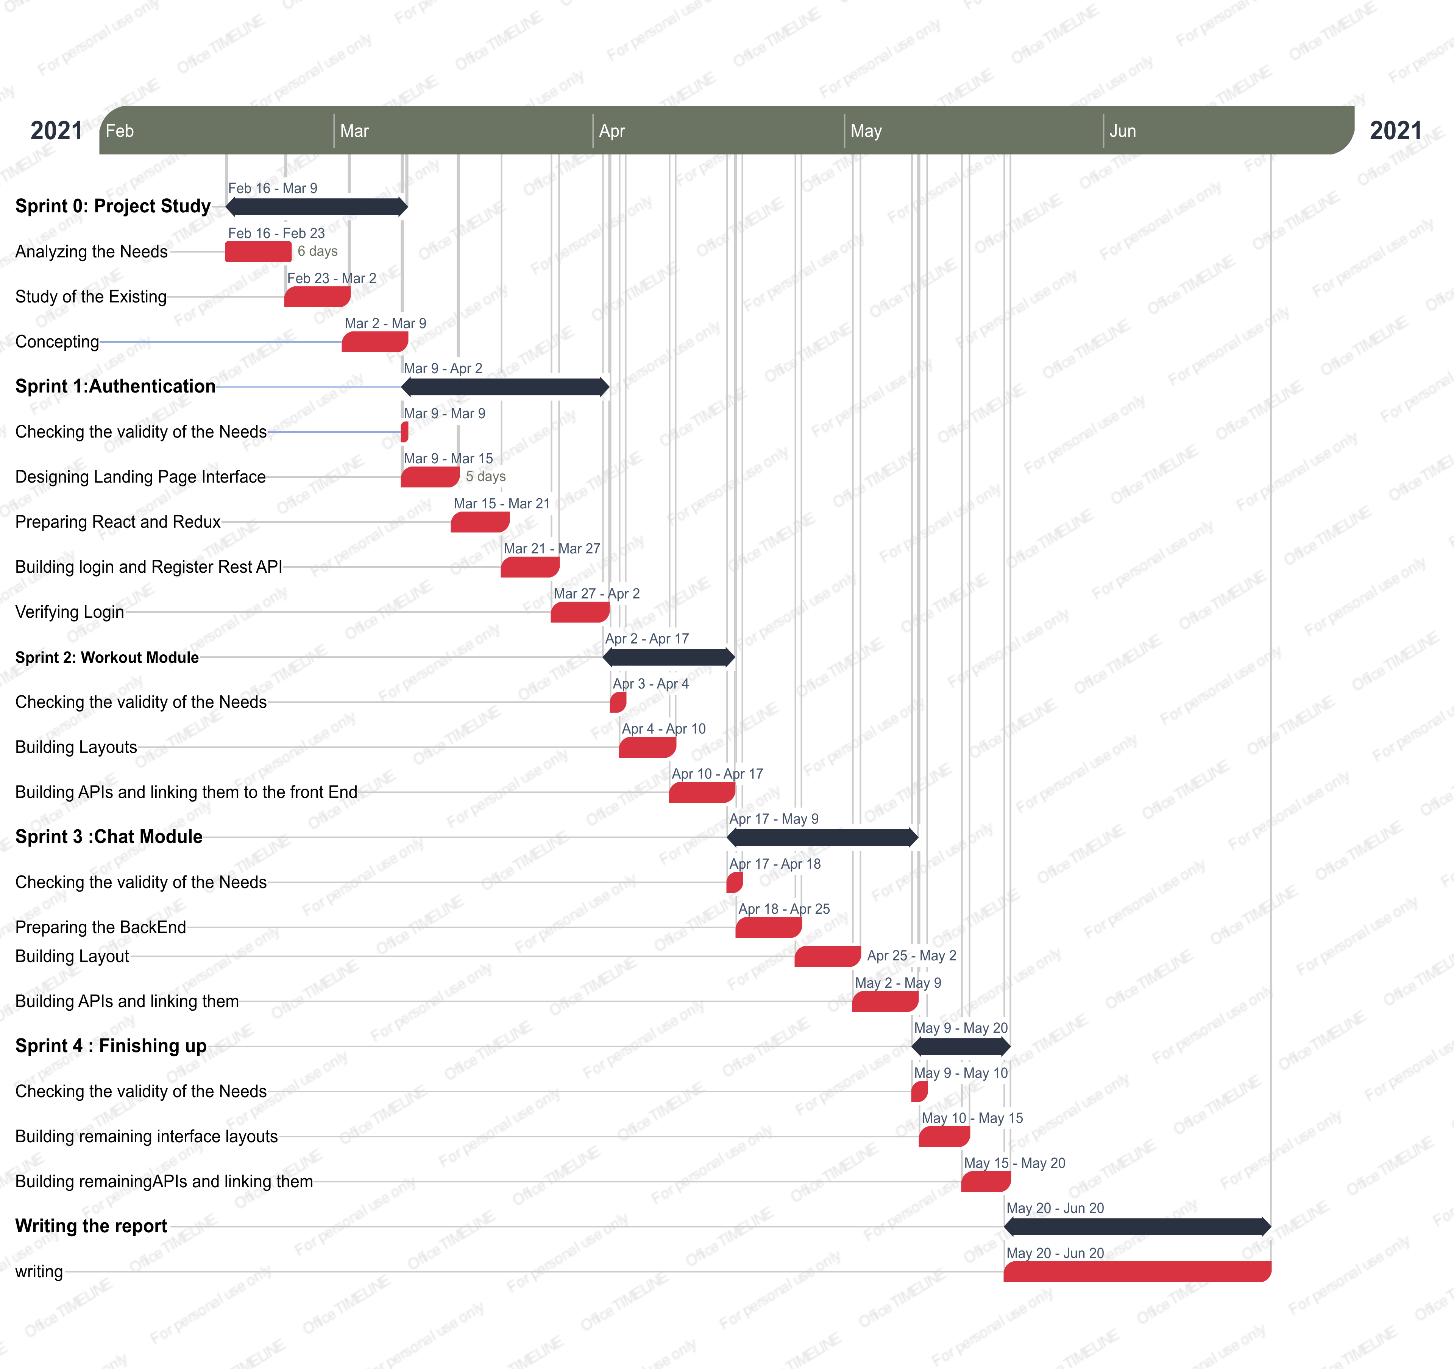 2021 Feb Mar Apr May Jun 2021
Feb 16 - Mar 9
Sprint 0: Project Study
Feb 16 - Feb 23
Analyzing the Needs 6 days
Feb 23 - Mar 2
Study of the Existing
Mar 2 - Mar 9
Concepting
Mar 9 - Apr 2
Sprint 1:Authentication
Mar 9 - Mar 9
Checking the validity of the Needs
Mar 9 - Mar 15
Designing Landing Page Interface 5 days
Mar 15 - Mar 21
Preparing React and Redux
Mar 21 - Mar 27
Building login and Register Rest API
Mar 27 - Apr 2
Verifying Login
Apr 2 - Apr 17
Sprint 2: Workout Module
Apr 3 - Apr 4
Checking the validity of the Needs
Apr 4 - Apr 10
Building Layouts
Apr 10 - Apr 17
Building APIs and linking them to the front End
Apr 17 - May 9
Sprint 3 :Chat Module
Apr 17 - Apr 18
Checking the validity of the Needs
Apr 18 - Apr 25
Preparing the BackEnd
Building Layout Apr 25 - May 2
May 2 - May 9
Building APIs and linking them
May 9 - May 20
Sprint 4 : Finishing up
May 9 - May 10
Checking the validity of the Needs
May 10 - May 15
Building remaining interface layouts
May 15 - May 20
Building remainingAPIs and linking them
May 20 - Jun 20
Writing the report
May 20 - Jun 20
writing
For personal use only
Office TIMELINE